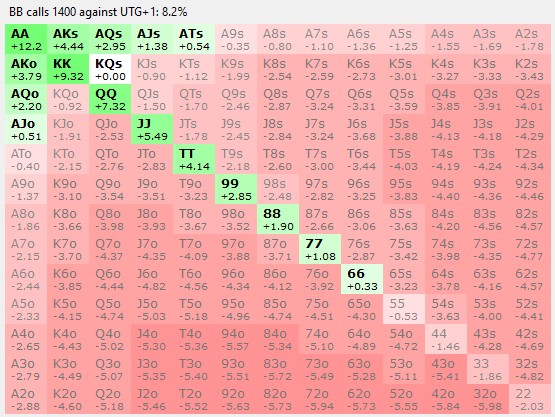 BB calls 1400 against UTG+1: 8.2%
AA AKs AQs AJs ATs A9s A8s A7s A6s A5s A4s A3s A2s
+12.2 +4.44 +2.95 +1.38 +0.54 -0.35 -0.80 -1.10 -1.36 -1.25 -1.55 -1.69 -1.78
AKo KK KQs KJs KTs K9s K8s K7s K6s K5s K4s K3s K2s
+3.79 +9.32 +0.00 -0.90 -1.12 -1.99 -2.54 -2.59 -2.73 -3.01 -3.27 -3.33 -3.43
AQo KQo QQ QJs QTs Q9s Q8s Q7s Q6s Q5s Q4s Q3s Q2s
+2.20 -0.92 +7.32 -1.50 -1.70 -2.46 -2.87 -3.24 -3.31 -3.59 -3.85 -3.91 -4.01
AJo KJo QJo JJ JTs J9s J8s J7s J6s J5s J4s J3s J2s
+0.51 -1.91 -2.53 +5.49 -1.78 -2.45 -2.84 -3.24 -3.68 -3.88 -4.13 -4.18 -4.29
ATo KTo QTo JTo TT T9s T8s T7s T6s T5s T4s T3s T2s
-0.40 -2.15 -2.76 -2.83 +4.14 -2.18 -2.60 -3.00 -3.44 -4.03 -4.19 -4.24 -4.34
A9o K9o Q9o J9o T9o 99 98s 97s 96s 95s 94s 93s 92s
-1.37 -3.10 -3.54 -3.51 -3.23 +2.85 -2.48 -2.82 -3.25 -3.83 -4.40 -4.36 -4.46
A8o K8o Q8o J8o T8o 98o 88 87s 86s 85s 84s 83s 82s
-1.86 -3.66 -3.98 -3.93 -3.67 -3.52 +1.90 -2.66 -3.06 -3.63 -4.20 -4.56 -4.57
A7o K7o Q7o J7o T7o 97o 87o 77 76s 75s 74s 73s 72s
-2.15 -3.70 -4.37 -4.35 -4.09 -3.88 -3.71 +1.08 -2.87 -3.42 -3.98 -4.35 -4.77
A6o K6o Q6o J6o T6o 96o 86o 76o 66 65s 64s 63s 62s
-2.44 -3.85 -4.44 -4.82 -4.56 -4.34 -4.12 -3.92 +0.33 -3.23 -3.78 -4.16 -4.57
A5o K5o Q5o J5o T5o 95o 85o 75o 65o 55 54s 53s 52s
-2.33 -4.15 -4.74 -5.03 -5.18 -4.96 -4.74 -4.51 -4.30 -0.53 -3.63 -4.00 -4.41
A4o K4o Q4o J4o T4o 94o 84o 74o 64o 54o 44 43s 42s
-2.65 -4.43 -5.02 -5.30 -5.36 -5.57 -5.34 -5.10 -4.89 -4.72 -1.46 -4.28 -4.69
A3o K3o Q3o J3o T3o 93o 83o 73o 63o 53o 43o 33 32s
-2.79 -4.49 -5.07 -5.35 -5.40 -5.51 -5.72 -5.49 -5.28 -5.11 -5.41 -1.86 -4.82
A2o K2o Q2o J2o T2o 92o 82o 72o 62o 52o 42o 32o 22
-2.88 -4.60 -5.18 -5.46 -5.52 -5.63 -5.73 -5.94 -5.73 -5.55 -5.84 -5.98 -2.03